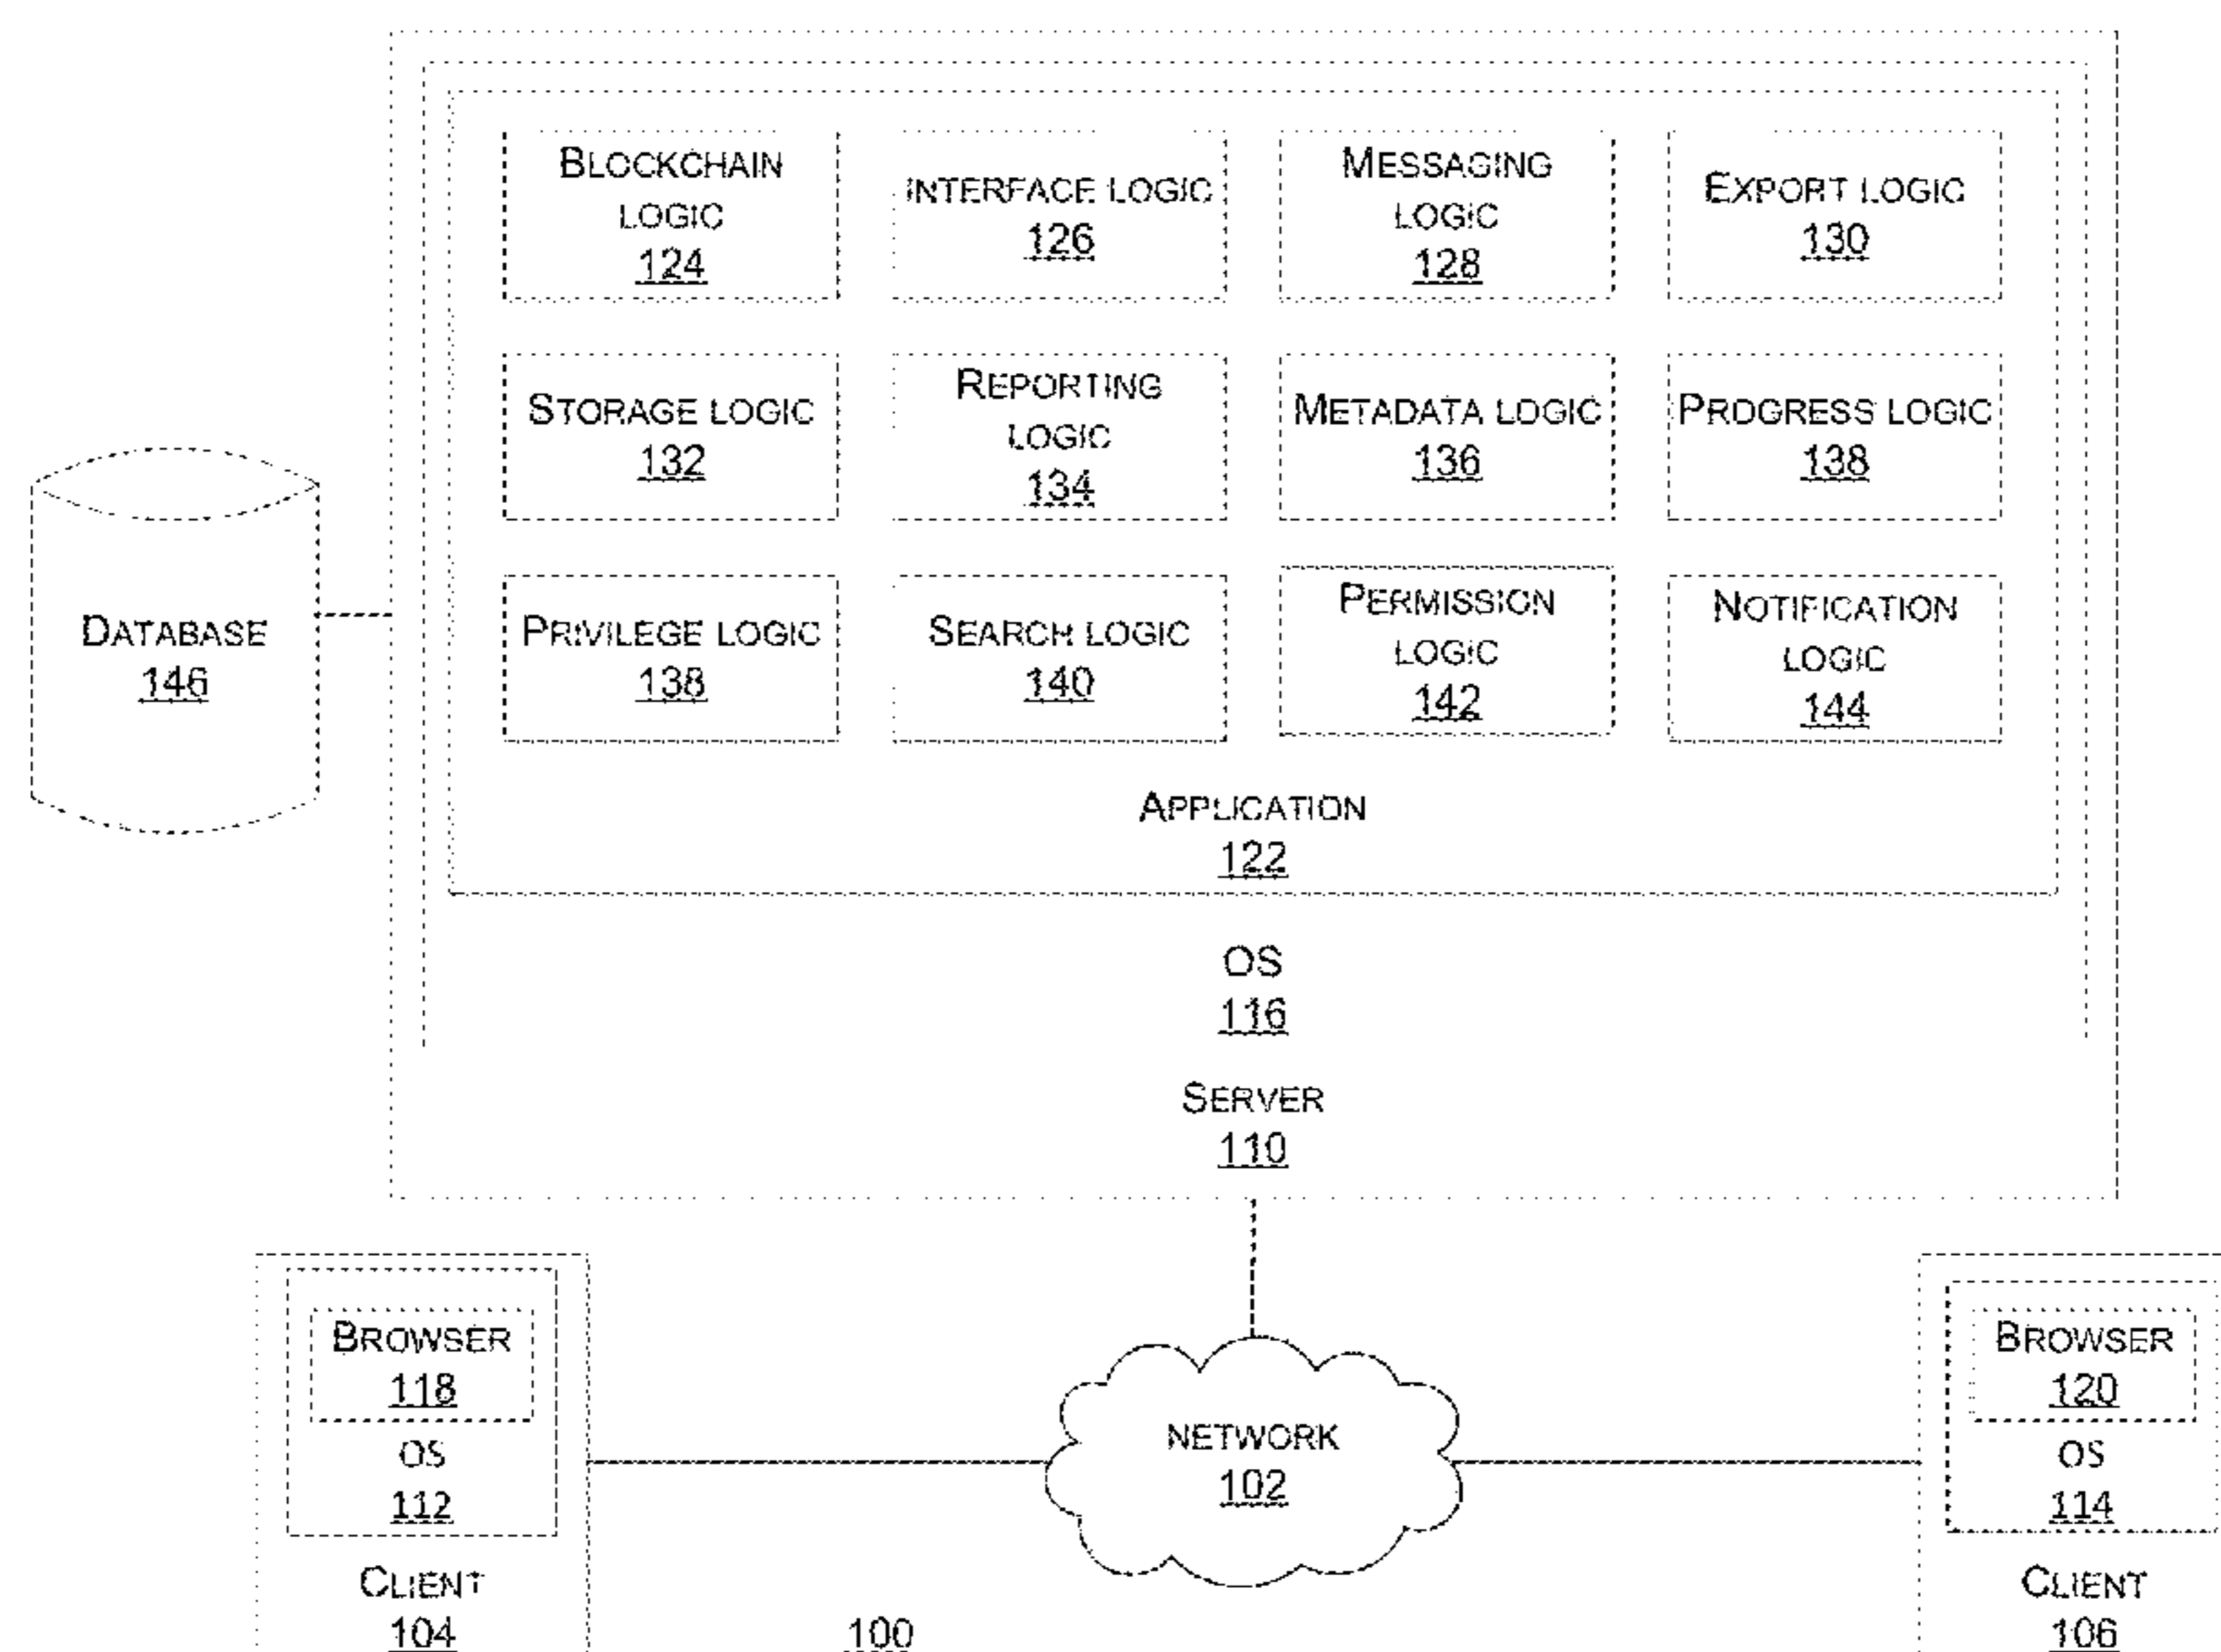 BLOCKCHAIN
LOGIC
124
INTERFACE LOGIC
126
MESSAGING
LOGIC
128
EXPORT LOGIC
130
STORAGE LOGIC
132
REPORTING
LOGIC
134
METADATA LOGIC
136
PROGRESS LOGIC
138
PRIVILEGE LOGIC
138
SEARCH LOGIC
140
PERMISSION
LOGIC
142
NOTIFICATION
LOGIC
144
DATABASE
146
APPLICATION
122
OS
116
SERVER
110
BROWSER
118
OS
112
CLIENT
104
NETWORK
102
BROWSER
120
OS
114
CLIENT
106
100